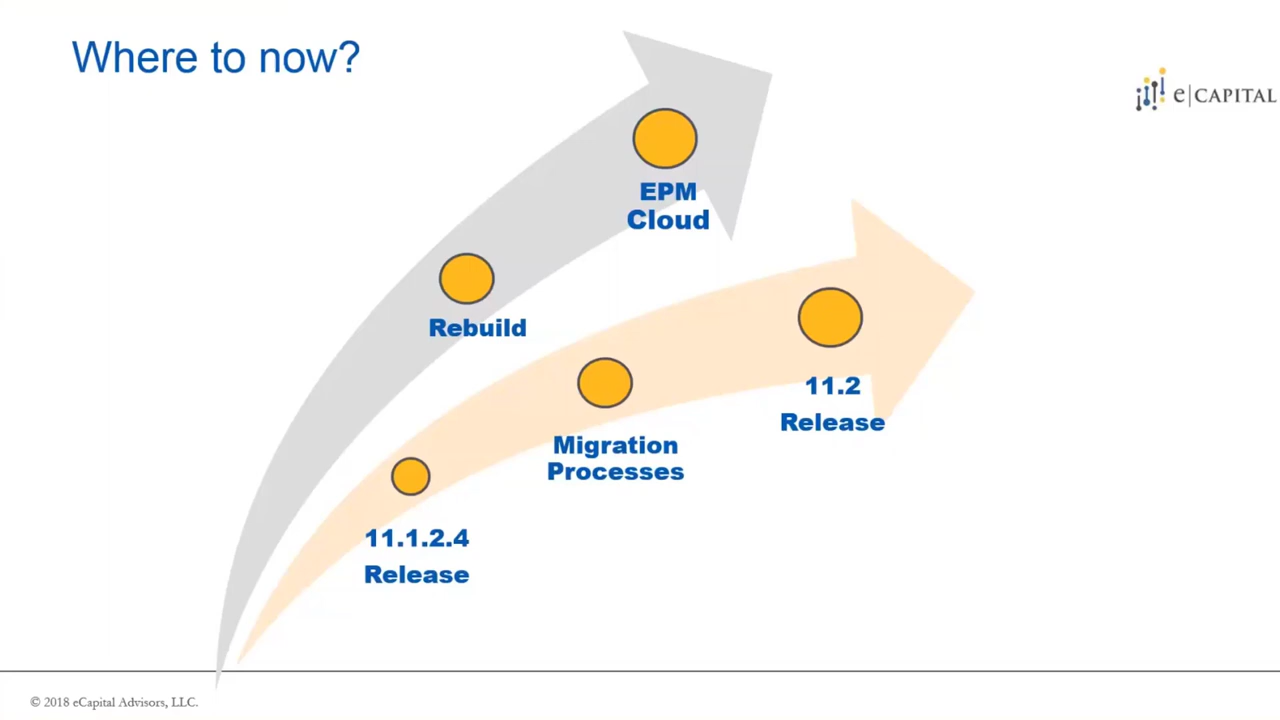 Where to now?
e|CAPITAL
EPM
Cloud
Rebuild
11.2
Release
Migration
Processes
11.1.2.4
Release
© 2018 eCapital Advisors, LLC.